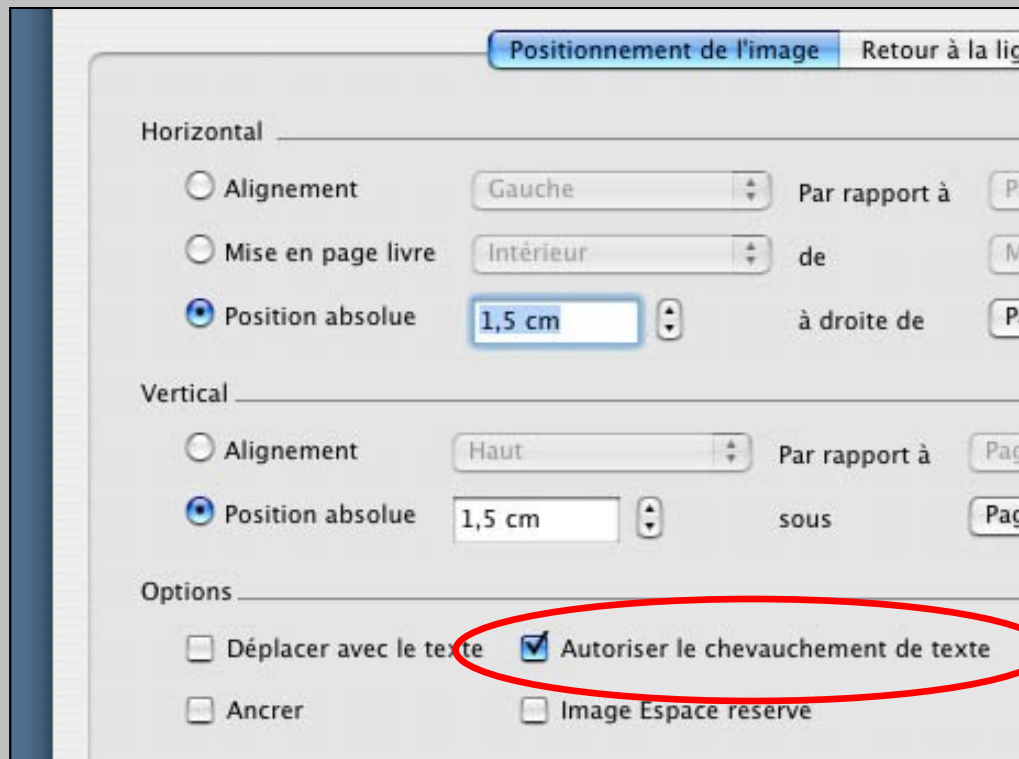 Positionnement de l'image Retour à la
Horizontal
Alignement Gauche Par rapport à
Mise en page livre Intérieur de
Position absolue 1,5 cm à droite de
Vertical
Alignement Haut Par rapport à
Position absolue 1,5 cm sous
Options
Déplacer avec le texte Autoriser le chevauchement de texte
Ancrer Image Espace réservé